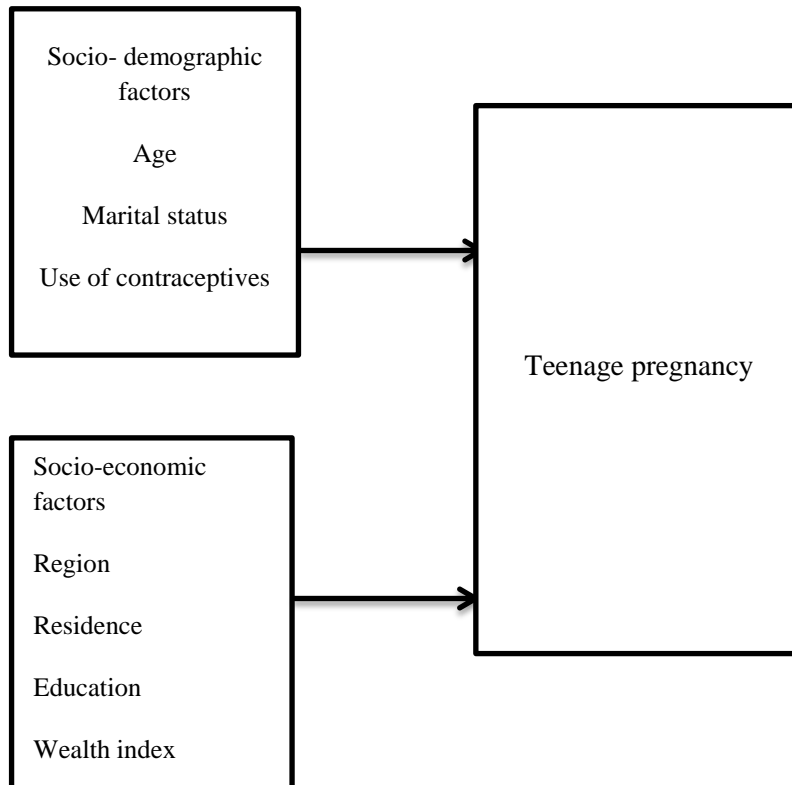 Socio- demographic
factors
Age
Marital status
Use of contraceptives
Teenage pregnancy
Socio-economic
factors
Region
Residence
Education
Wealth index